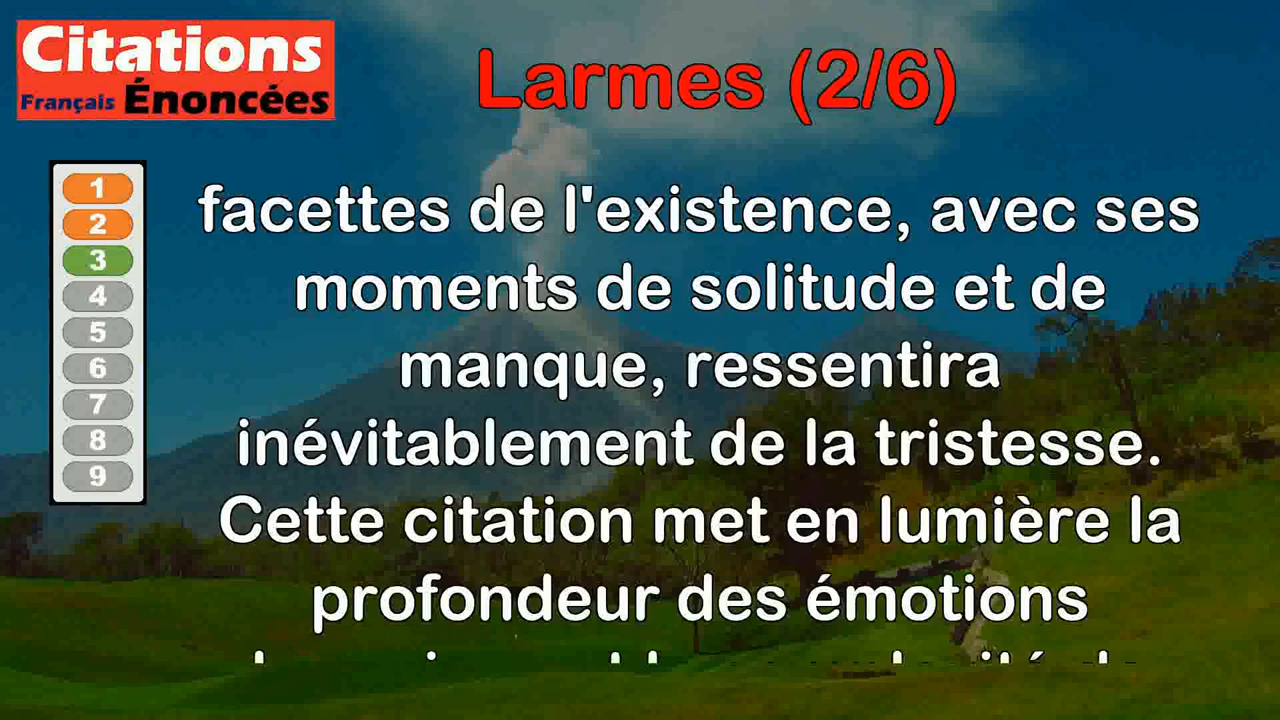 Citations
Français Énoncées
Larmes (2/6)
1
2
3
4
5
6
7
8
9
facettes de l'existence, avec ses
moments de solitude et de
manque, ressentira
inévitablement de la tristesse.
Cette citation met en lumière la
profondeur des émotions